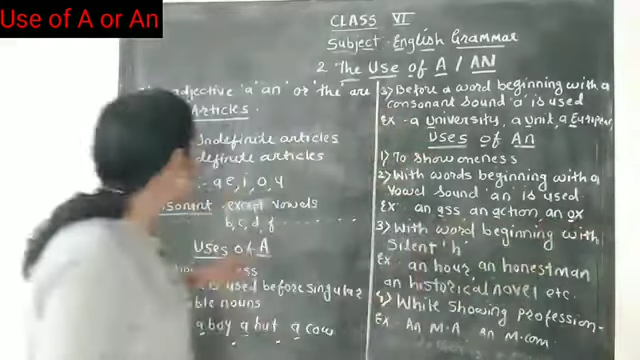 Use of A or An
CLASS VI
Subject English Grammar
2 The Use of A / AN
adjective 'a' 'an' or 'the' are
Articles.
Indefinite articles
definite articles
a e, i, o, u
except vowels
b, c, d, f
Uses of A
is used before singular
nouns
a boy a hut a cow
3) Before a word beginning with a
consonant sound 'a' is used
Ex - a University, a Unit, a European
Uses of An
1) To show oneness
2) With words beginning with a
Vowel sound 'an' is used
Ex an ass an action, an ox
3) With word beginning with
Silent 'h'
Ex: an hour, an honest man
an historical novel etc.
4) While showing profession-
Ex An M.A an M.com